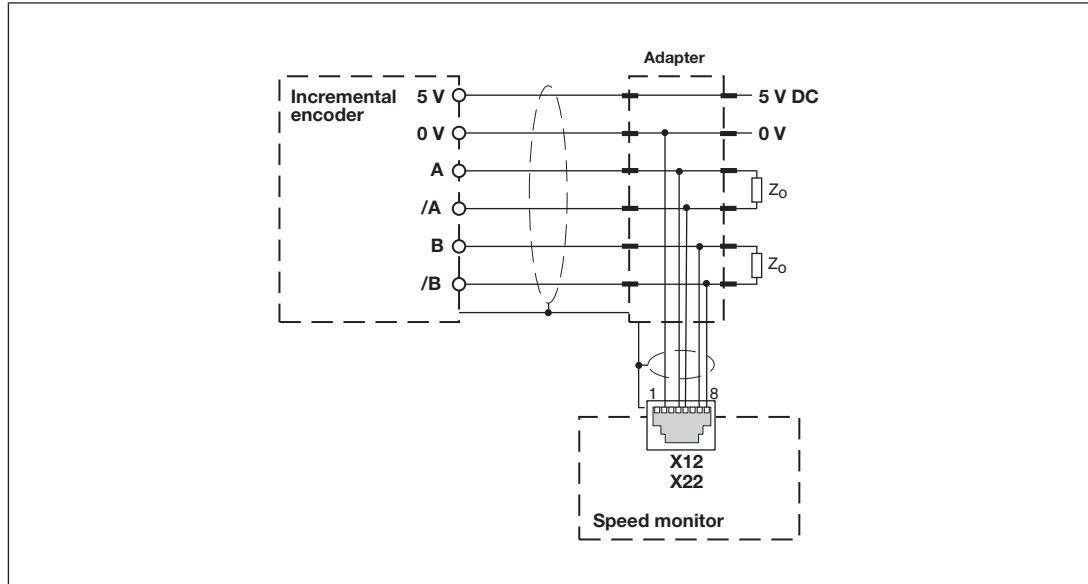 Adapter
Incremental
encoder
5 V
5 V DC
0 V
0 V
A
/A
Z0
B
/B
Z0
1
8
X12
X22
Speed monitor